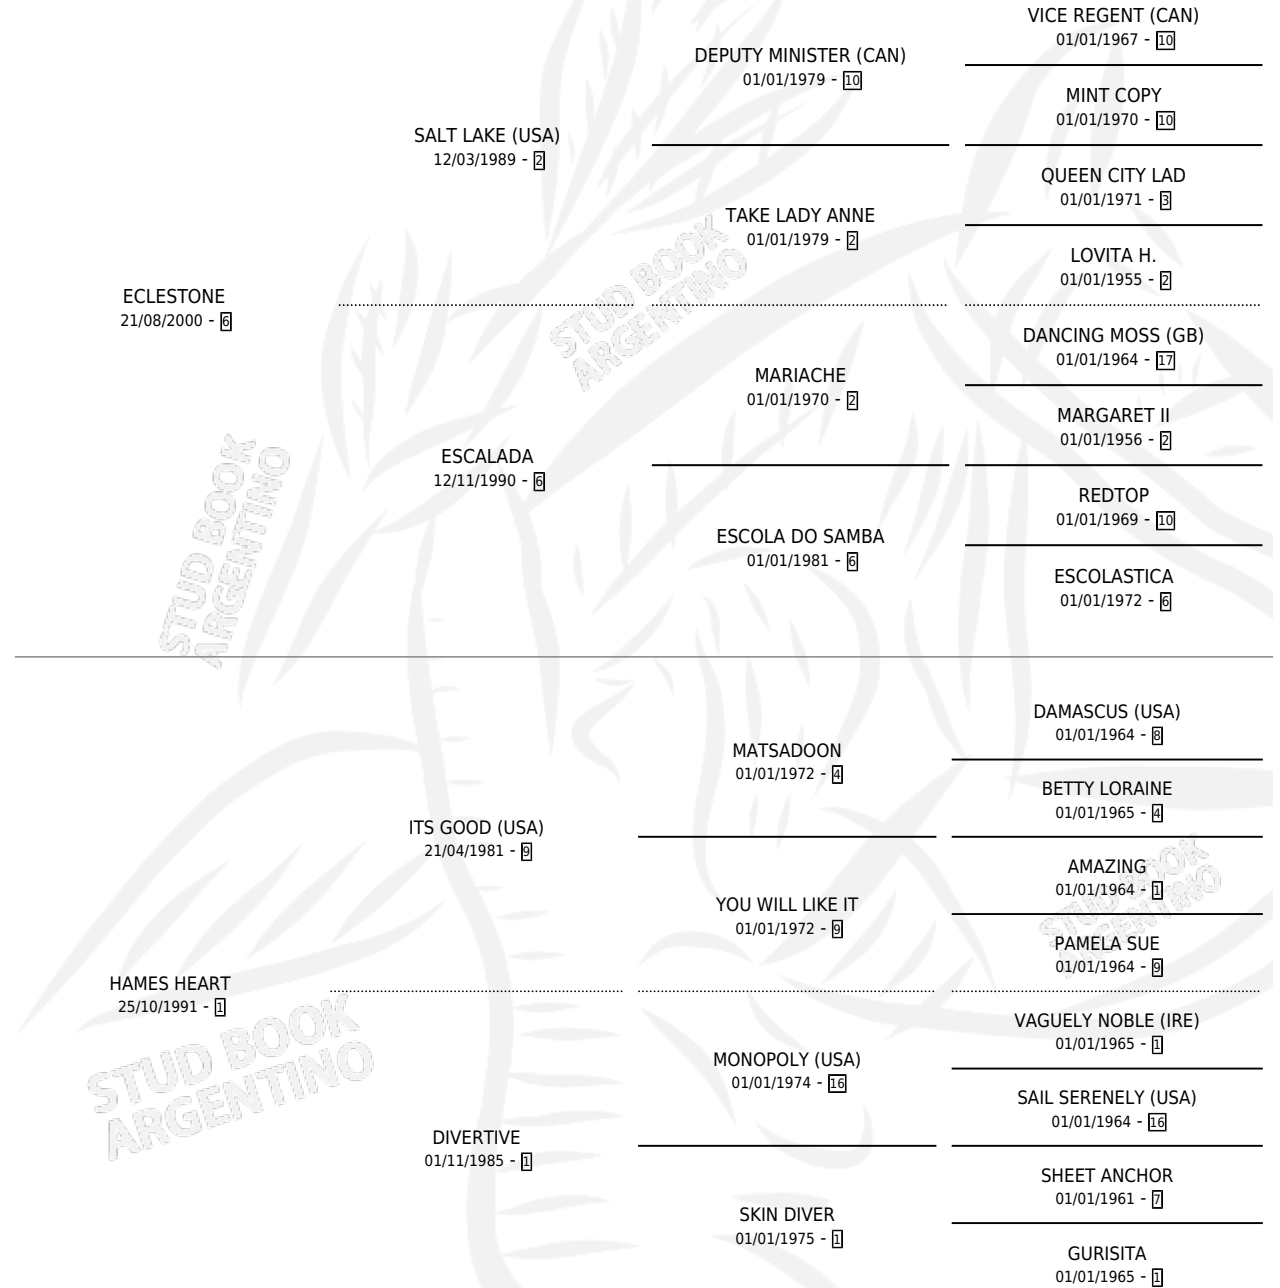 VICE REGENT (CAN)
01/01/1967 - 10
DEPUTY MINISTER (CAN)
01/01/1979 - 10
MINT COPY
01/01/1970 - 10
SALT LAKE (USA)
12/03/1989 - 2
QUEEN CITY LAD
01/01/1971 - 3
TAKE LADY ANNE
01/01/1979 - 2
LOVITA H.
01/01/1955 - 2
ECLESTONE
21/08/2000 - 6
DANCING MOSS (GB)
01/01/1964 - 17
MARIACHE
01/01/1970 - 2
MARGARET II
01/01/1956 - 2
ESCALADA
12/11/1990 - 6
REDTOP
01/01/1969 - 10
ESCOLA DO SAMBA
01/01/1981 - 6
ESCOLASTICA
01/01/1972 - 6
STUD BOOK
ARGENTINO
STUD BOOK
ARGENTINO
DAMASCUS (USA)
01/01/1964 - 8
MATSADOON
01/01/1972 - 4
BETTY LORAINE
01/01/1965 - 4
ITS GOOD (USA)
21/04/1981 - 9
AMAZING
01/01/1964 - 1
YOU WILL LIKE IT
01/01/1972 - 9
PAMELA SUE
01/01/1964 - 9
HAMES HEART
25/10/1991 - 1
VAGUELY NOBLE (IRE)
01/01/1965 - 1
MONOPOLY (USA)
01/01/1974 - 16
SAIL SERENELY (USA)
01/01/1964 - 16
DIVERTIVE
01/11/1985 - 1
SHEET ANCHOR
01/01/1961 - 7
SKIN DIVER
01/01/1975 - 1
GURISITA
01/01/1965 - 1
STUD BOOK
ARGENTINO
STUD BOOK
ARGENTINO